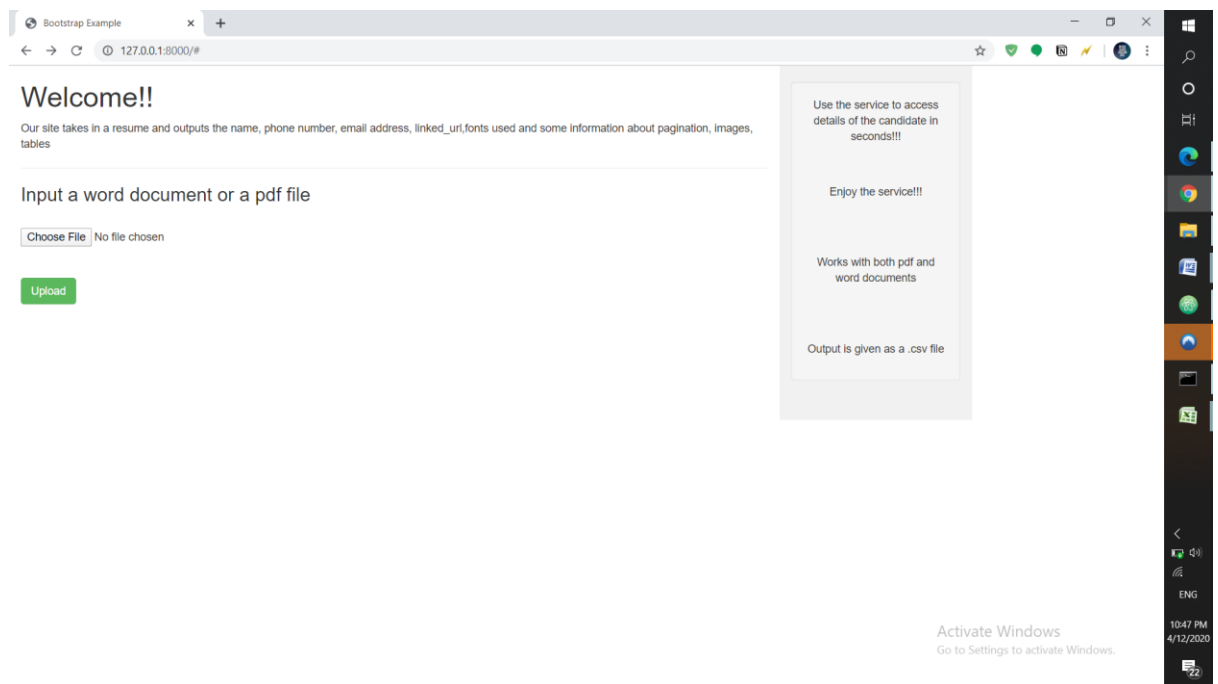 Bootstrap Example
127.0.0.1:8000/#
Welcome!!
Our site takes in a resume and outputs the name, phone number, email address, linked_url,fonts used and some information about pagination, images,
tables
Input a word document or a pdf file
Choose File No file chosen
Upload
Use the service to access
details of the candidate in
seconds!!!
Enjoy the service!!!
Works with both pdf and
word documents
Output is given as a .csv file
Activate Windows
Go to Settings to activate Windows.
ENG
10:47 PM
4/12/2020
22